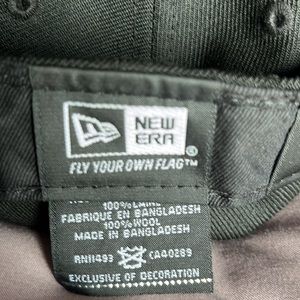 NEW
ERA®
FLY YOUR OWN FLAG™
100% LAINE
FABRIQUE EN BANGLADESH
100% WOOL
MADE IN BANGLADESH
RN11493 CA40289
EXCLUSIVE OF DECORATION